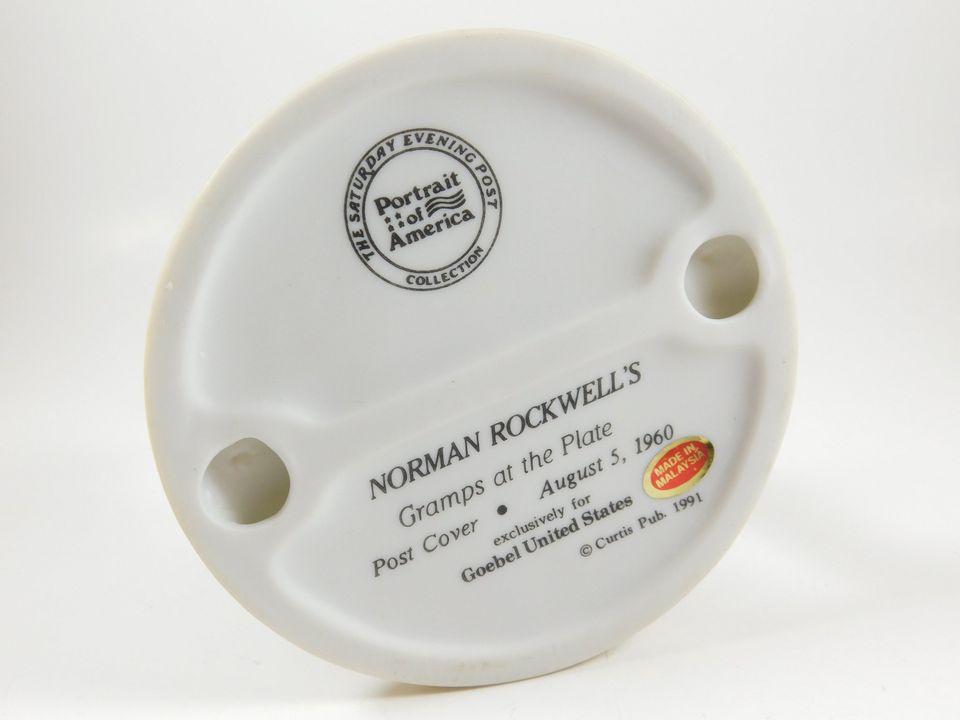 THE SATURDAY EVENING POST
Portrait
of
America
COLLECTION
NORMAN ROCKWELL'S
Gramps at the Plate
Post Cover • August 5, 1960
exclusively for
Goebel United States
© Curtis Pub. 1991
MADE IN
MALAYSIA